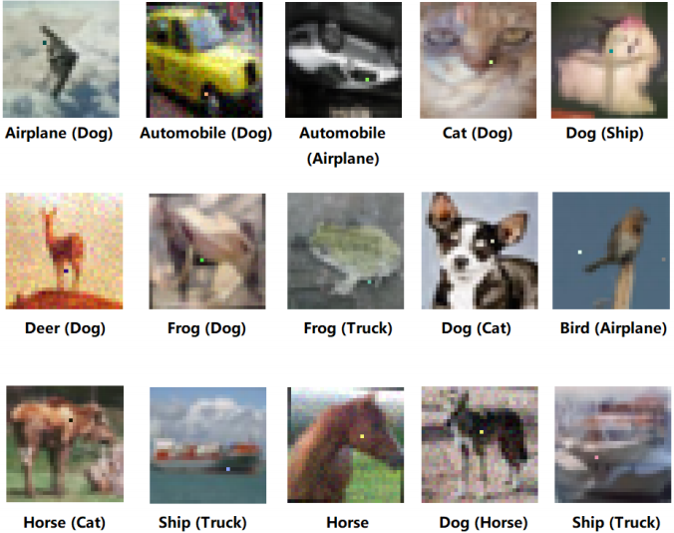 Airplane (Dog)
Automobile (Dog)
Automobile
(Airplane)
Cat (Dog)
Dog (Ship)
Deer (Dog)
Frog (Dog)
Frog (Truck)
Dog (Cat)
Bird (Airplane)
Horse (Cat)
Ship (Truck)
Horse
Dog (Horse)
Ship (Truck)